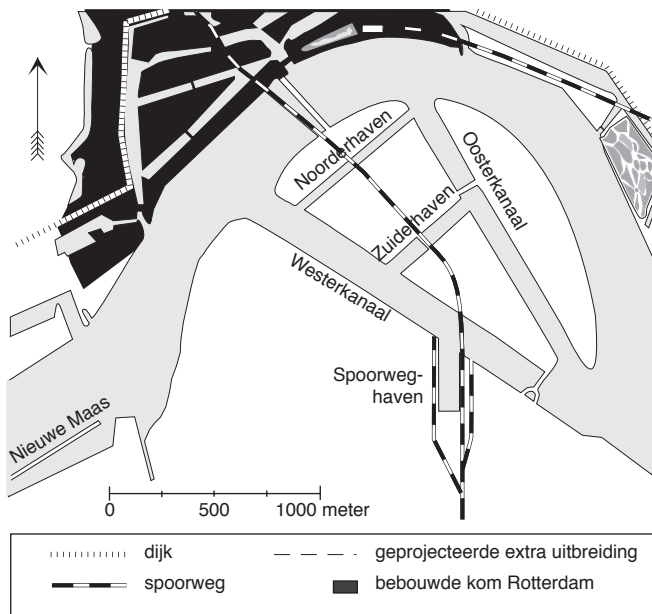 Noorderhaven
Oosterkanaal
Zuiderhaven
Westerkanaal
Spoorweg-
haven
Nieuwe Maas
0 500 1000 meter
dijk
geprojecteerde extra uitbreiding
spoorweg
bebouwde kom Rotterdam